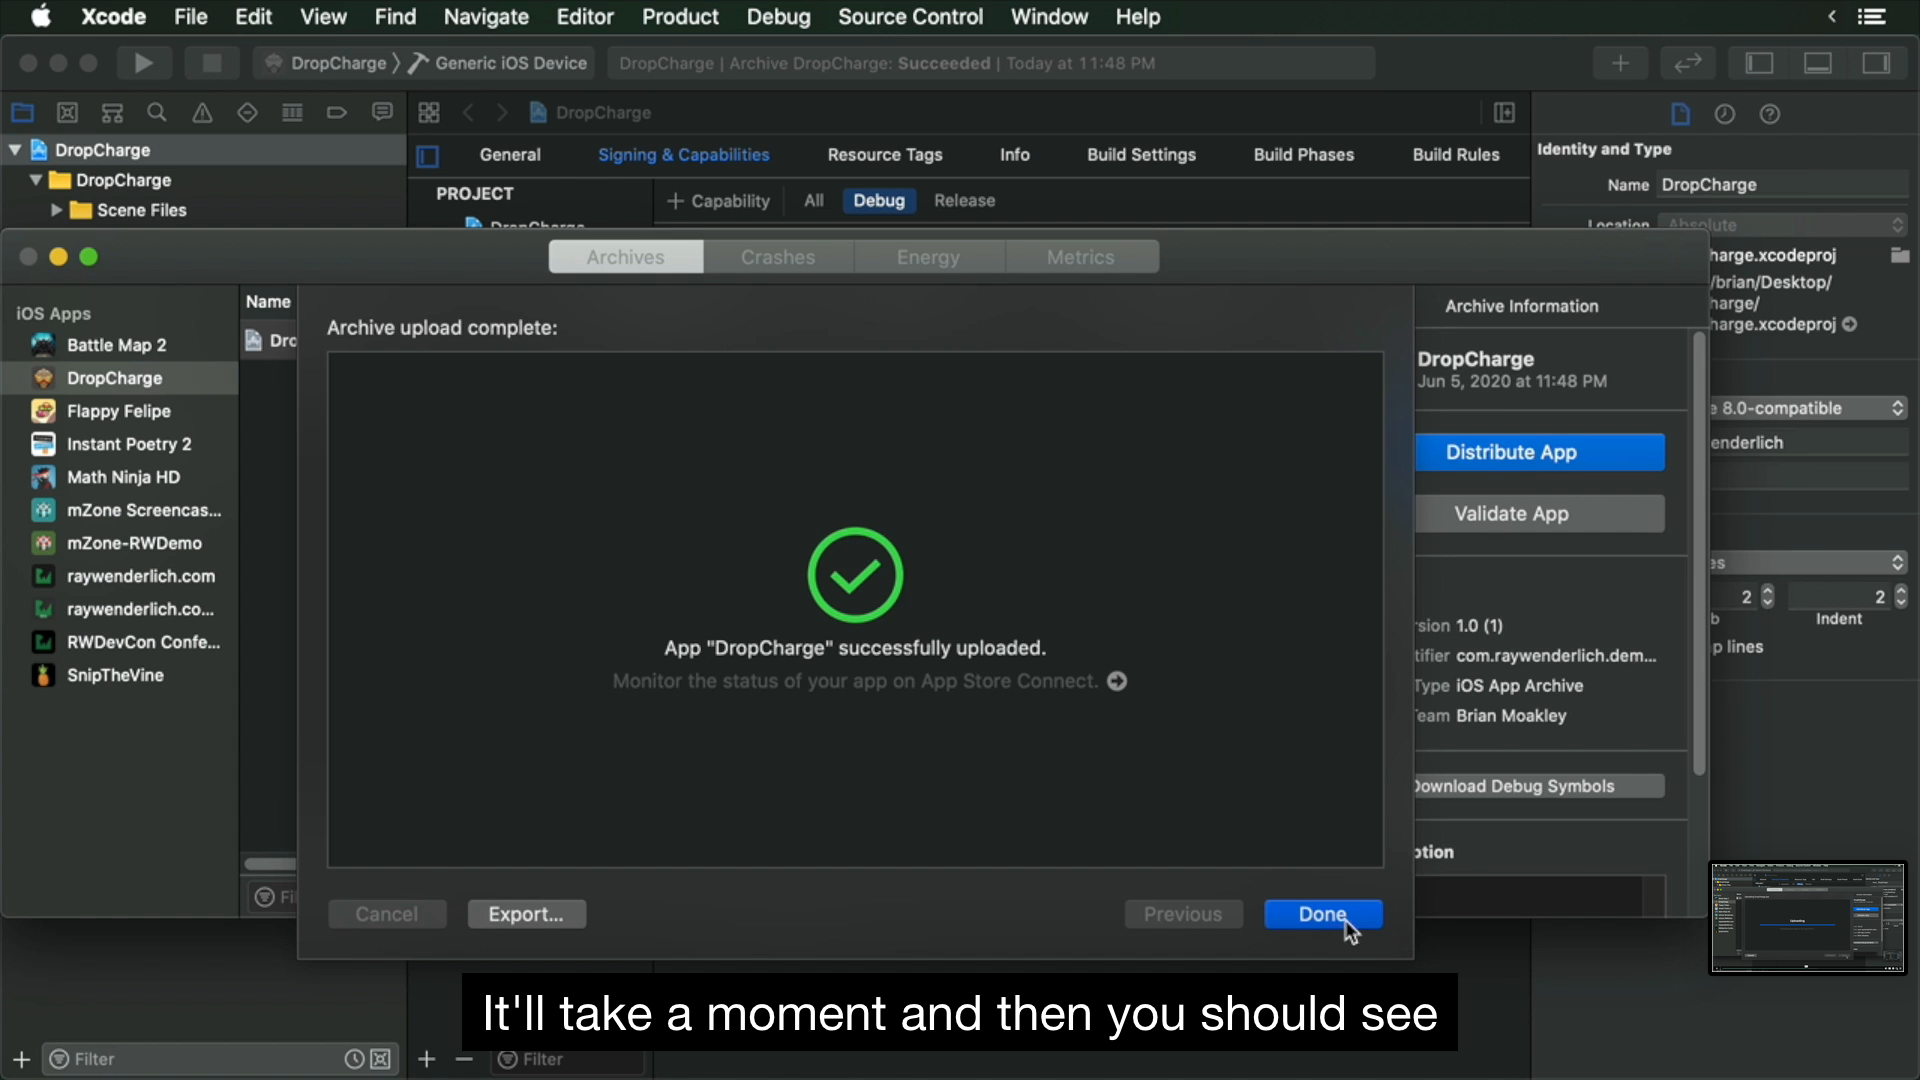 Xcode File Edit View Find Navigate Editor Product Debug Source Control Window Help
DropCharge Generic iOS Device DropCharge | Archive DropCharge: Succeeded | Today at 11:48 PM
DropCharge
DropCharge
DropCharge
Scene Files
General Signing & Capabilities Resource Tags Info Build Settings Build Phases Build Rules
PROJECT
+ Capability All Debug Release
DropCharge
Identity and Type
Name DropCharge
Location Absolute
harge.xcodeproj
/brian/Desktop/
harge/
harge.xcodeproj
e 8.0-compatible
enderlich
es
2 2
b Indent
p lines
Archives Crashes Energy Metrics
iOS Apps
Battle Map 2
DropCharge
Flappy Felipe
Instant Poetry 2
Math Ninja HD
mZone Screencas...
mZone-RWDemo
raywenderlich.com
raywenderlich.co...
RWDevCon Confe...
SnipTheVine
Name
Dro
Fil
Archive upload complete:
App "DropCharge" successfully uploaded.
Monitor the status of your app on App Store Connect.
Cancel Export... Previous Done
Archive Information
DropCharge
Jun 5, 2020 at 11:48 PM
Distribute App
Validate App
rsion 1.0 (1)
tifier com.raywenderlich.dem...
Type iOS App Archive
Team Brian Moakley
Download Debug Symbols
ption
It'll take a moment and then you should see
Filter
Filter